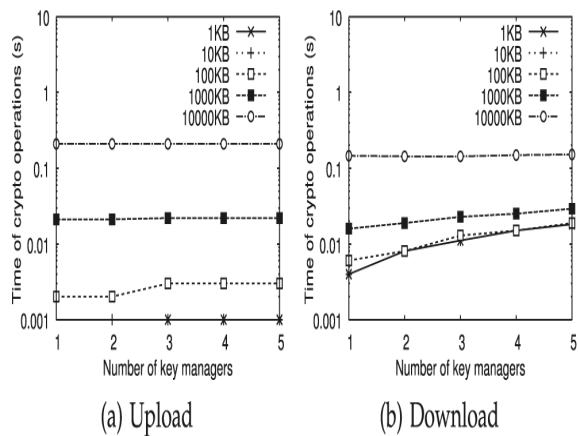 10
1
0.1
0.01
0.001
1 2 3 4 5
Time of crypto operations (s)
Number of key managers
1KB
10KB
100KB
1000KB
10000KB
(a) Upload
10
1
0.1
0.01
0.001
1 2 3 4 5
Time of crypto operations (s)
Number of key managers
1KB
10KB
100KB
1000KB
10000KB
(b) Download